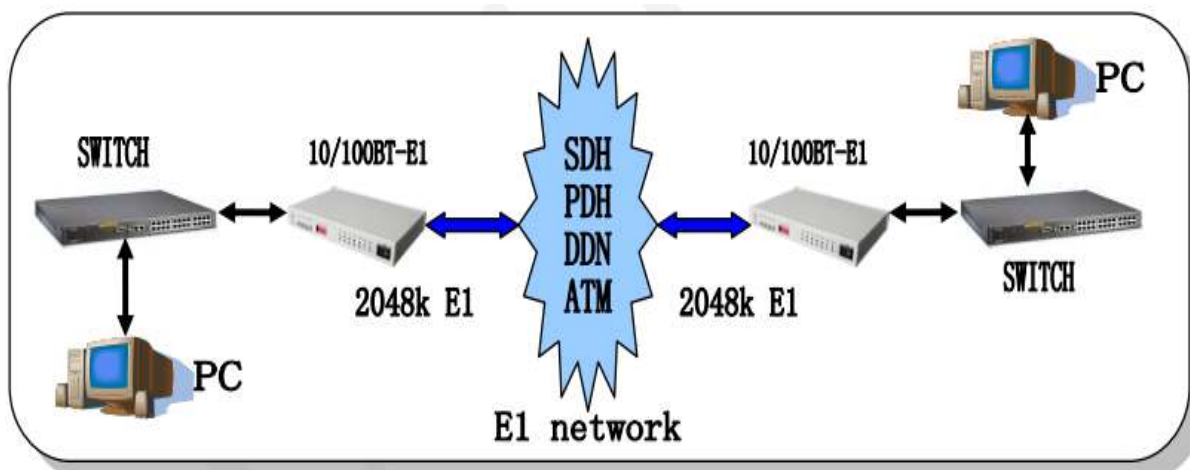 PC
SWITCH
10/100BT-E1
SDH
10/100BT-E1
PDH
DDN
SWITCH
2048k E1
ATM
2048k E1
PC
E1 network